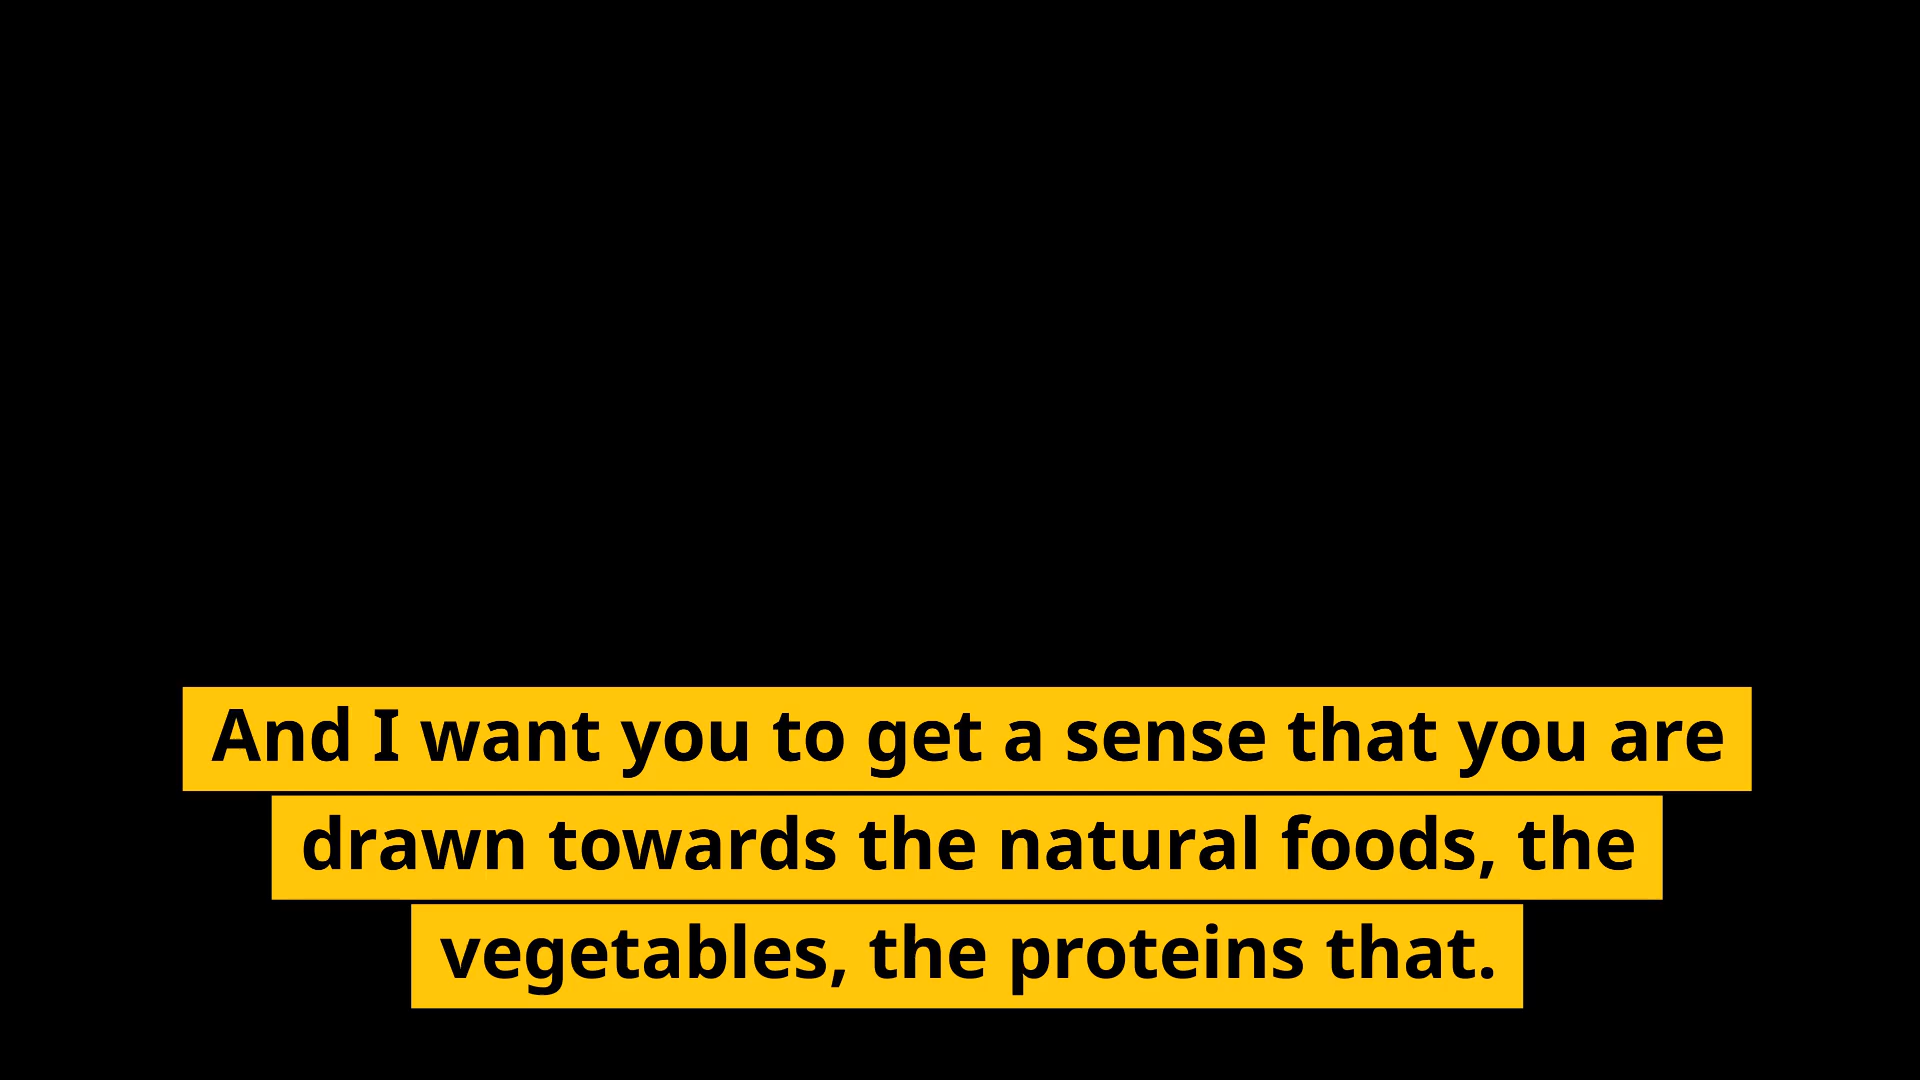 And I want you to get a sense that you are
drawn towards the natural foods, the
vegetables, the proteins that.